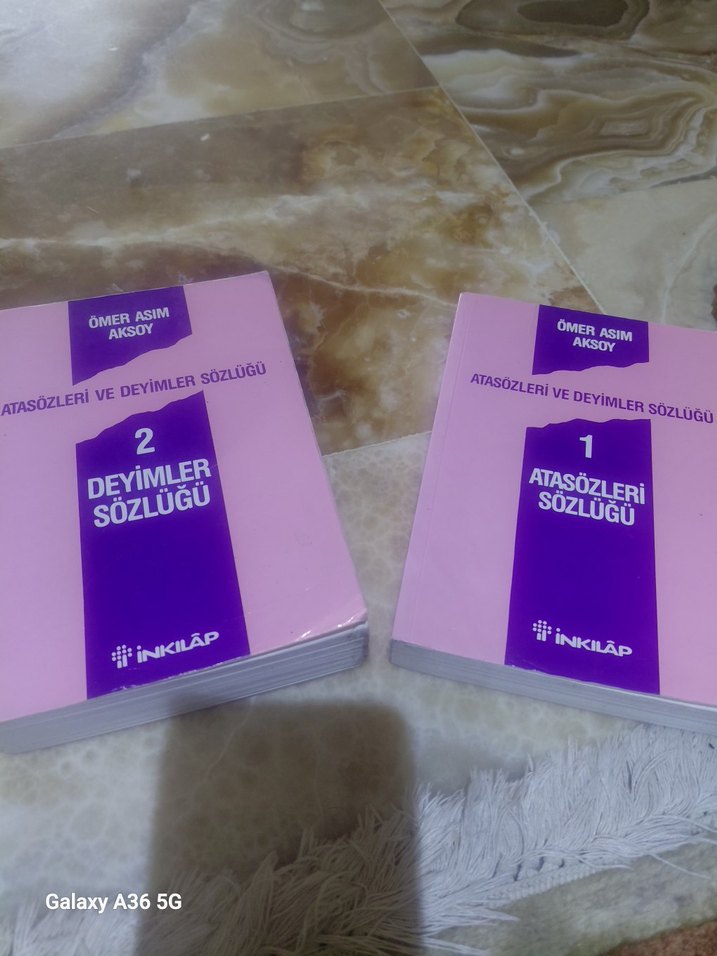 ÖMER ASIM
AKSOY
ATASÖZLERİ VE DEYİMLER SÖZLÜĞÜ
2
DEYİMLER
SÖZLÜĞÜ
İNKILÂP
ÖMER ASIM
AKSOY
ATASÖZLERİ VE DEYİMLER SÖZLÜĞÜ
1
ATASÖZLERİ
SÖZLÜĞÜ
İNKILÂP
Galaxy A36 5G